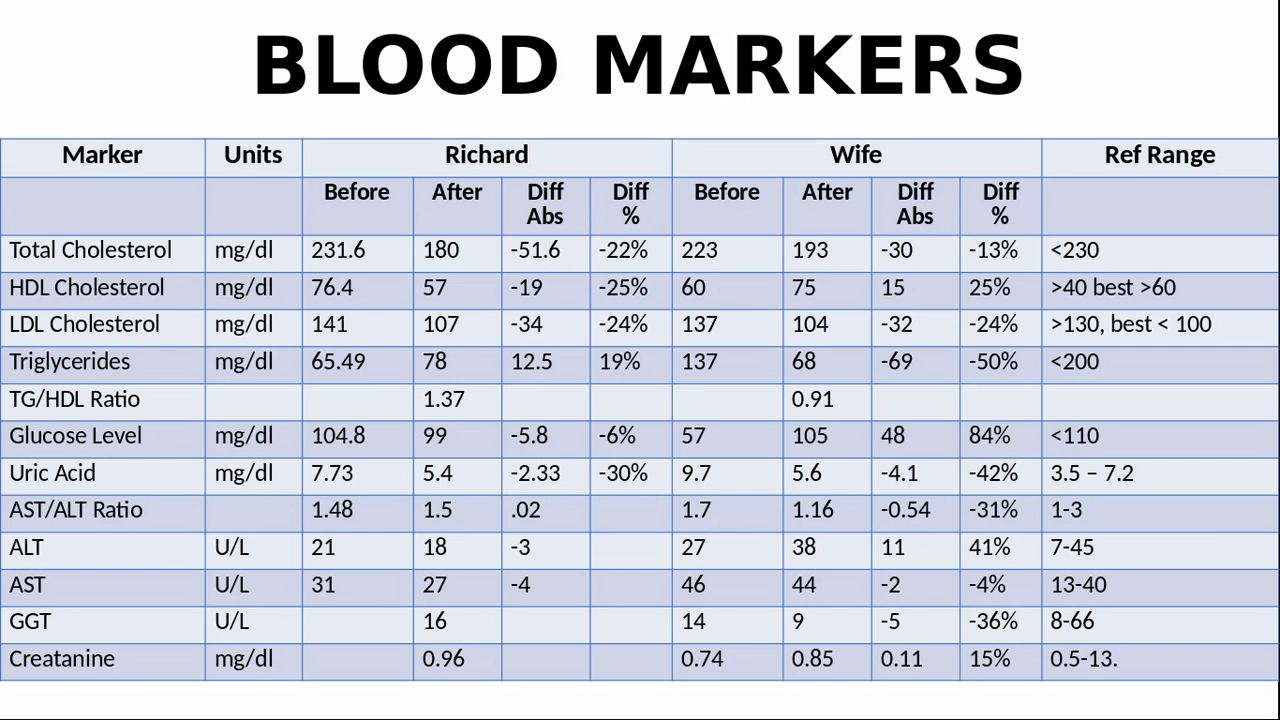 BLOOD MARKERS
Marker Units Richard Wife Ref Range
Before After Diff Abs Diff % Before After Diff Abs Diff %
Total Cholesterol mg/dl 231.6 180 -51.6 -22% 223 193 -30 -13% <230
HDL Cholesterol mg/dl 76.4 57 -19 -25% 60 75 15 25% >40 best >60
LDL Cholesterol mg/dl 141 107 -34 -24% 137 104 -32 -24% >130, best < 100
Triglycerides mg/dl 65.49 78 12.5 19% 137 68 -69 -50% <200
TG/HDL Ratio 1.37 0.91
Glucose Level mg/dl 104.8 99 -5.8 -6% 57 105 48 84% <110
Uric Acid mg/dl 7.73 5.4 -2.33 -30% 9.7 5.6 -4.1 -42% 3.5 – 7.2
AST/ALT Ratio 1.48 1.5 .02 1.7 1.16 -0.54 -31% 1-3
ALT U/L 21 18 -3 27 38 11 41% 7-45
AST U/L 31 27 -4 46 44 -2 -4% 13-40
GGT U/L 16 14 9 -5 -36% 8-66
Creatanine mg/dl 0.96 0.74 0.85 0.11 15% 0.5-13.